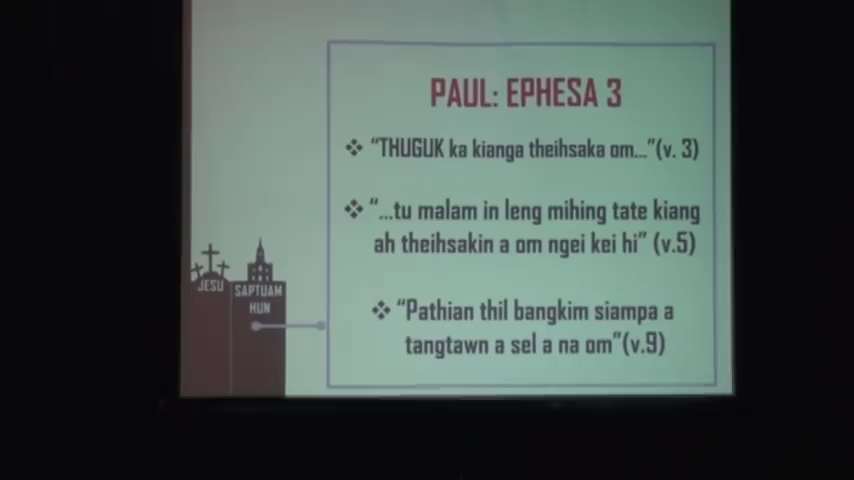 PAUL: EPHESA 3
❖ “THUGUK ka kianga theihsaka om...”(v. 3)
❖ “...tu malam in leng mihing tate kiang
ah theihsakin a om ngei kei hi” (v.5)
❖ “Pathian thil bangkim siampa a
tangtawn a sel a na om”(v.9)
JESU
SAPTUAM
HUN